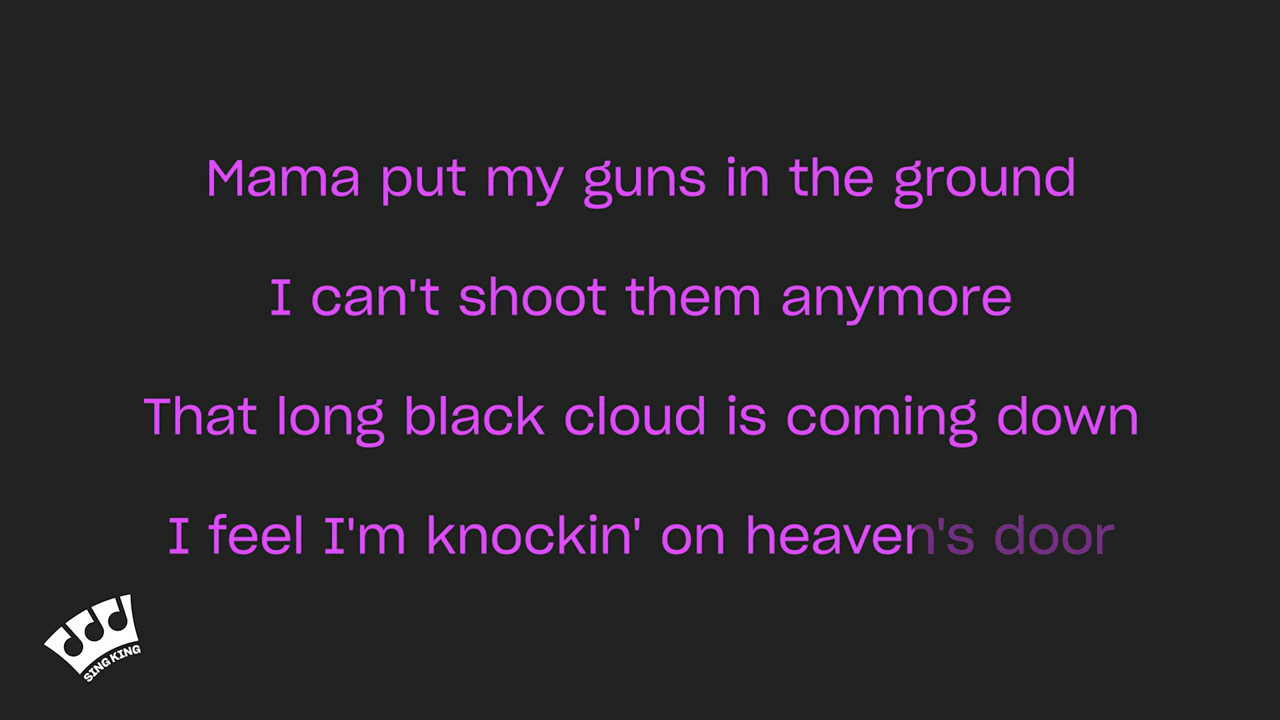 Mama put my guns in the ground
I can't shoot them anymore
That long black cloud is coming down
I feel I'm knockin' on heaven's door
SING KING